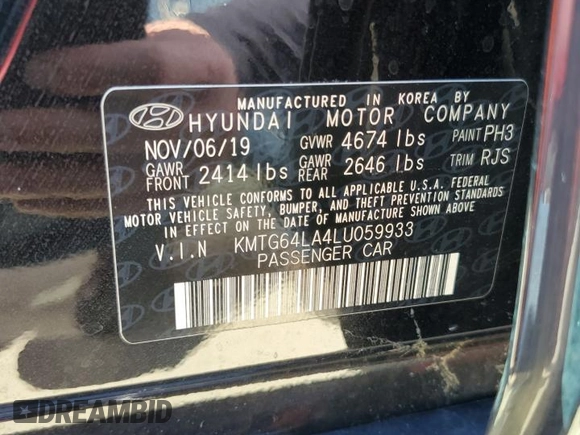 MANUFACTURED IN KOREA BY
HYUNDAI MOTOR COMPANY
NOV/06/19 GVWR 4674 lbs PAINT PH3
GAWR FRONT 2414 lbs GAWR REAR 2646 lbs TRIM RJS
THIS VEHICLE CONFORMS TO ALL APPLICABLE U.S.A. FEDERAL
MOTOR VEHICLE SAFETY, BUMPER, AND THEFT PREVENTION STANDARDS
IN EFFECT ON THE DATE OF MANUFACTURE SHOWN ABOVE.
V.I.N KMTG64LA4LU059933
PASSENGER CAR
DREAMBID